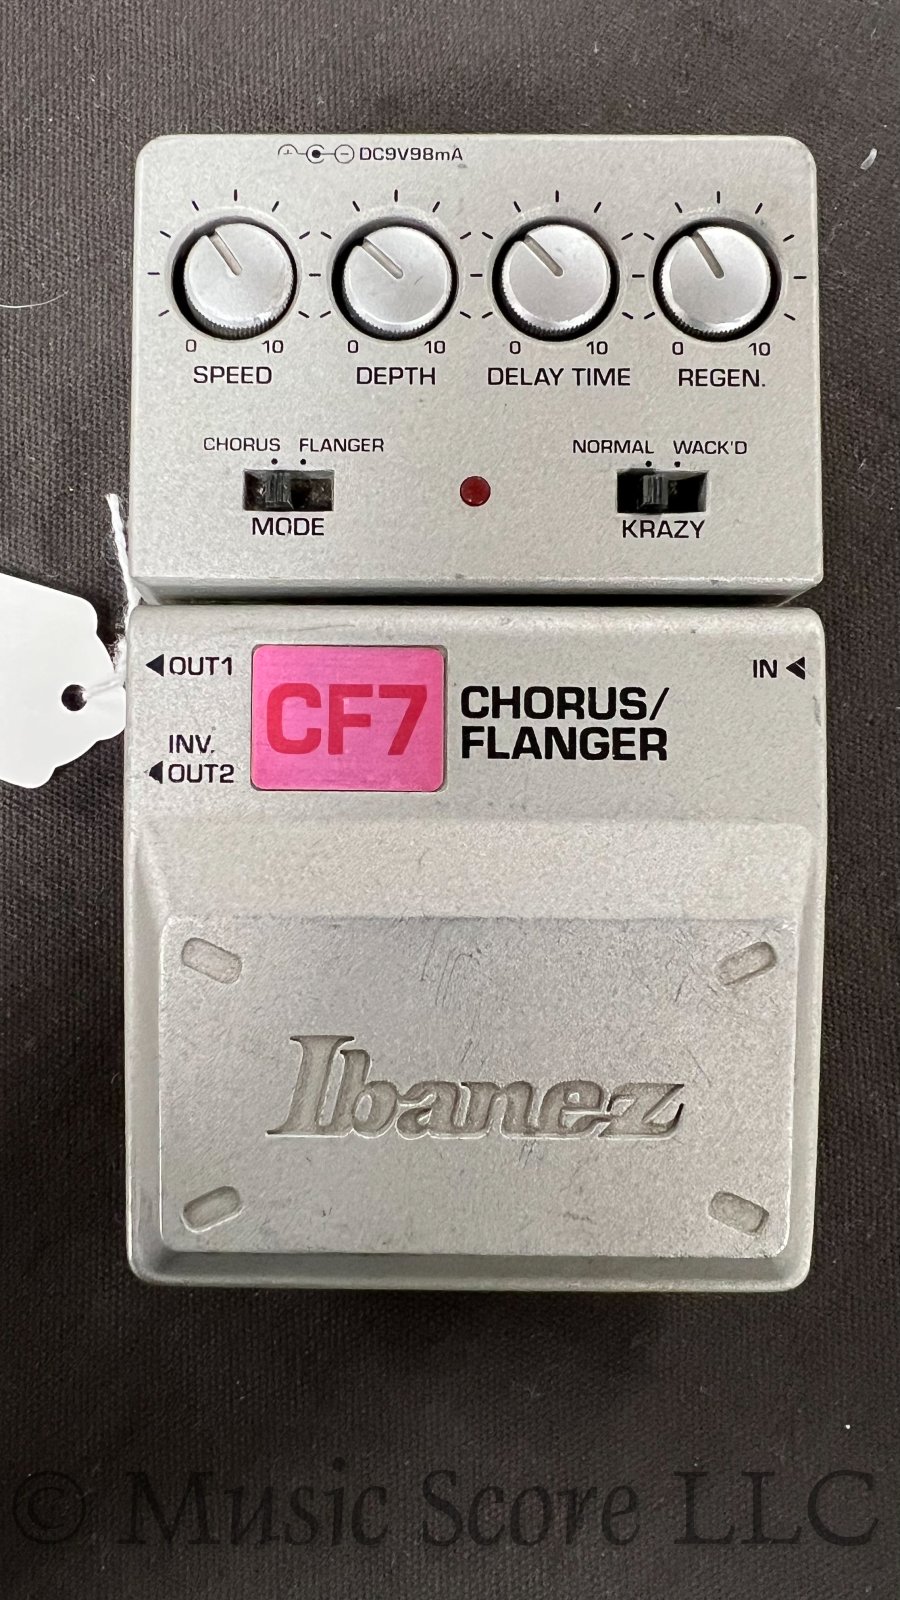 DC9V98mA
0 10 0 10 0 10 0 10
SPEED DEPTH DELAY TIME REGEN.
CHORUS FLANGER NORMAL WACK'D
MODE KRAZY
OUT1 CF7 CHORUS/ IN
INV. FLANGER
OUT2
Ibanez
© Music Score LLC